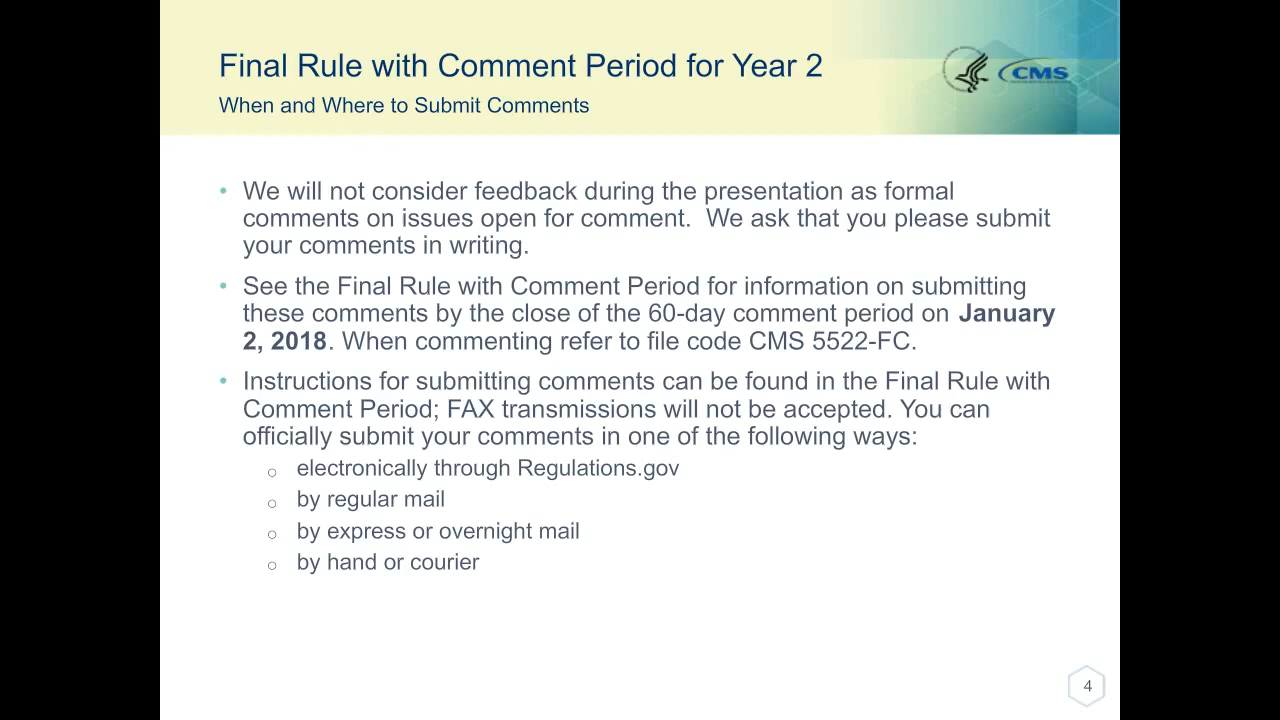 Final Rule with Comment Period for Year 2
When and Where to Submit Comments
CMS
• We will not consider feedback during the presentation as formal
comments on issues open for comment.  We ask that you please submit
your comments in writing.
• See the Final Rule with Comment Period for information on submitting
these comments by the close of the 60-day comment period on January
2, 2018. When commenting refer to file code CMS 5522-FC.
• Instructions for submitting comments can be found in the Final Rule with
Comment Period; FAX transmissions will not be accepted. You can
officially submit your comments in one of the following ways:
○ electronically through Regulations.gov
○ by regular mail
○ by express or overnight mail
○ by hand or courier
4